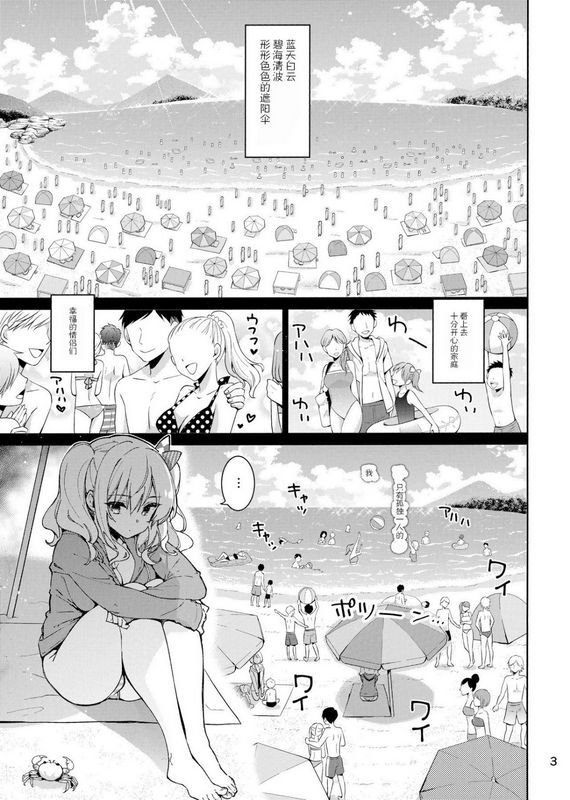 蓝天白云
碧海清波
形形色色的遮阳伞
看上去
十分开心的家庭
わい
わい
アハハ
幸福的情侣们
ウフフ
アハハ
只有孤独一人的
我
…
キャッ
キャッ
アハハ
ワイ
ワイ
ポツーーン…
3